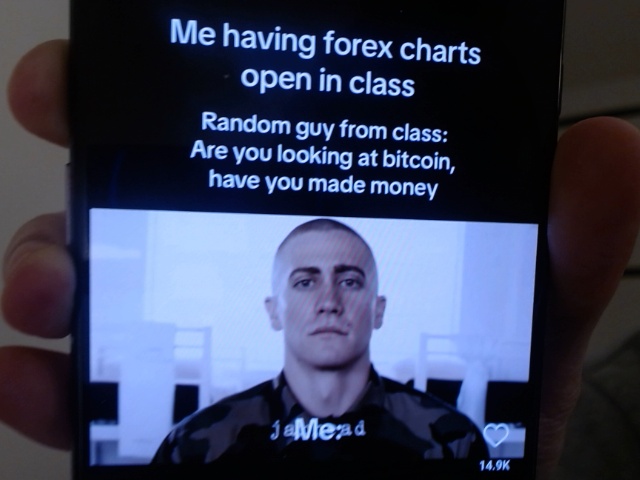 Me having forex charts
open in class
Random guy from class:
Are you looking at bitcoin,
have you made money
Me:
14.9K